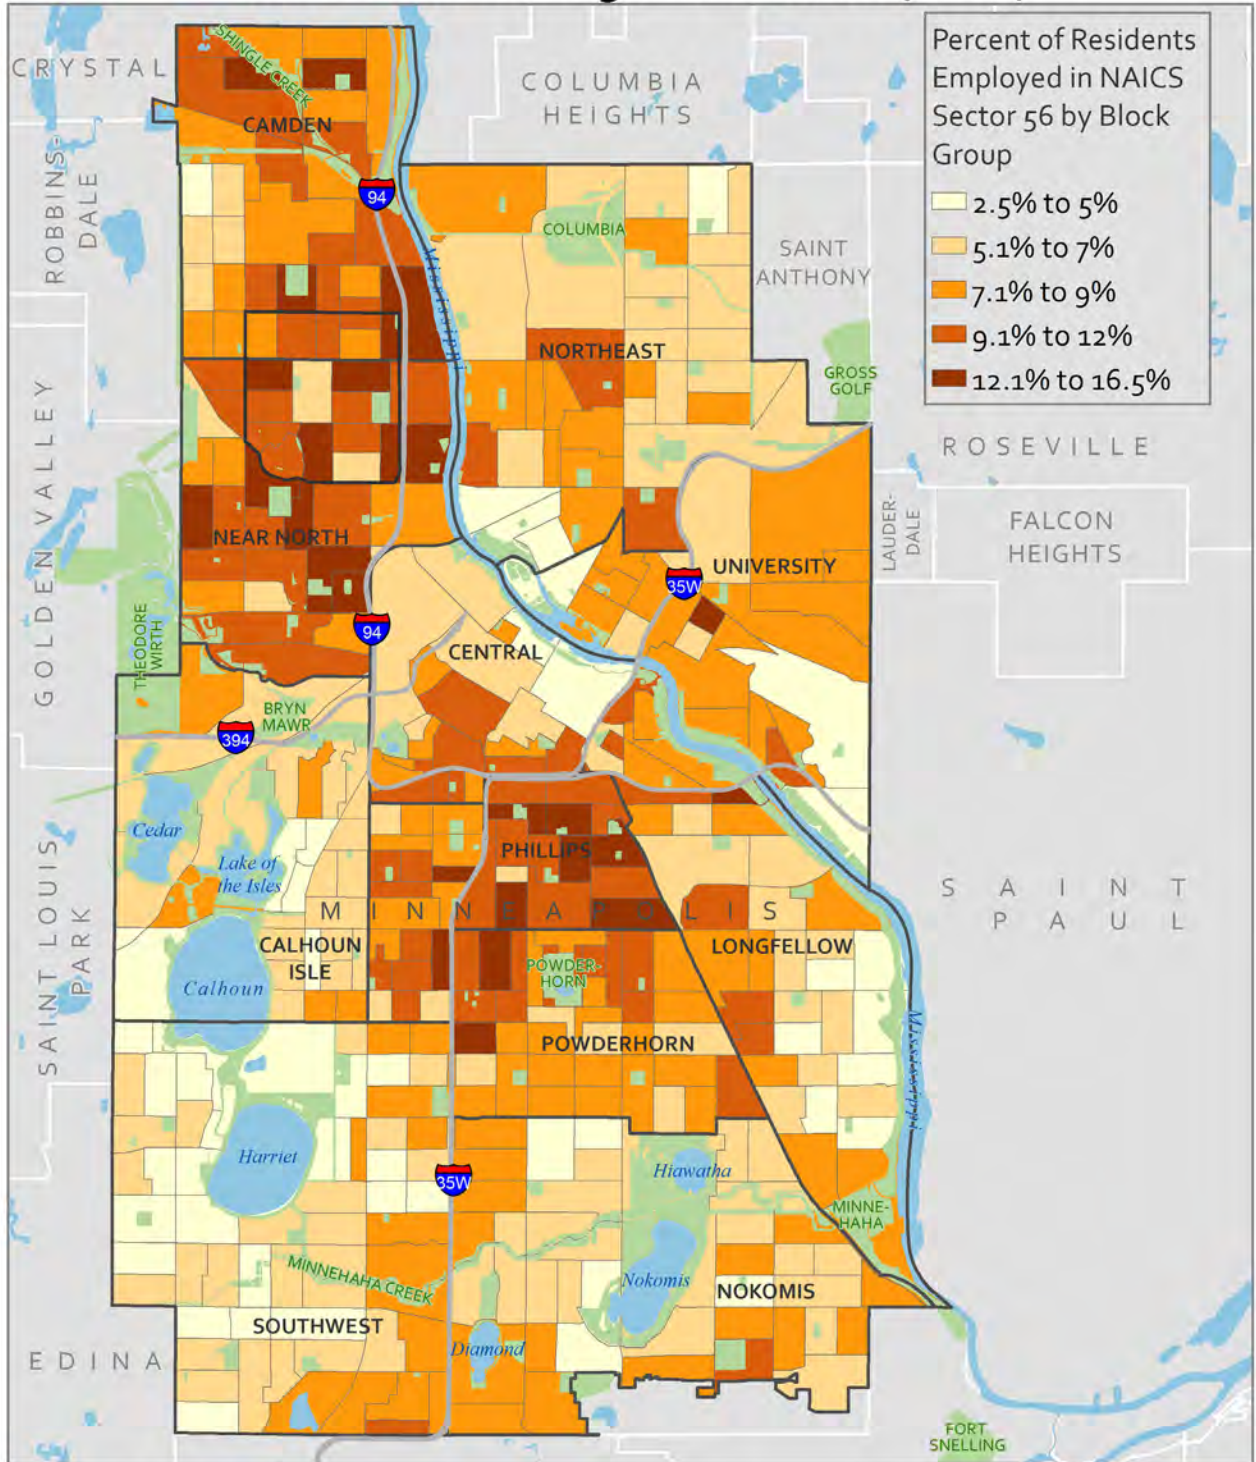 Percent of Residents
Employed in NAICS
Sector 56 by Block
Group
2.5% to 5%
5.1% to 7%
7.1% to 9%
9.1% to 12%
12.1% to 16.5%
CRYSTAL
SHINGLE CREEK
COLUMBIA
HEIGHTS
CAMDEN
ROBBINS-
DALE
94
COLUMBIA
SAINT
ANTHONY
Mississippi
NORTHEAST
GROSS
GOLF
GOLDEN VALLEY
ROSEVILLE
LAUDER-
DALE
FALCON
HEIGHTS
NEAR NORTH
UNIVERSITY
35W
THEODORE
WIRTH
94
CENTRAL
BRYN
MAWR
394
Cedar
Lake of
the Isles
PHILLIPS
SAINT LOUIS
PARK
MINNEAPOLIS
SAINT
PAUL
CALHOUN
ISLE
LONGFELLOW
POWDER-
HORN
Calhoun
POWDERHORN
Mississippi
Harriet
Hiawatha
35W
MINNE-
HAHA
MINNEHAHA CREEK
Nokomis
NOKOMIS
SOUTHWEST
Diamond
EDINA
FORT
SNELLING